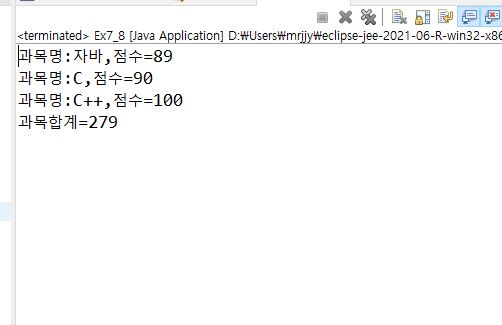 <terminated> Ex7_8 [Java Application] D:₩Users₩mrjjy₩eclipse-jee-2021-06-R-win32-x86
과목명:자바,점수=89
과목명:C,점수=90
과목명:C++,점수=100
과목합계=279